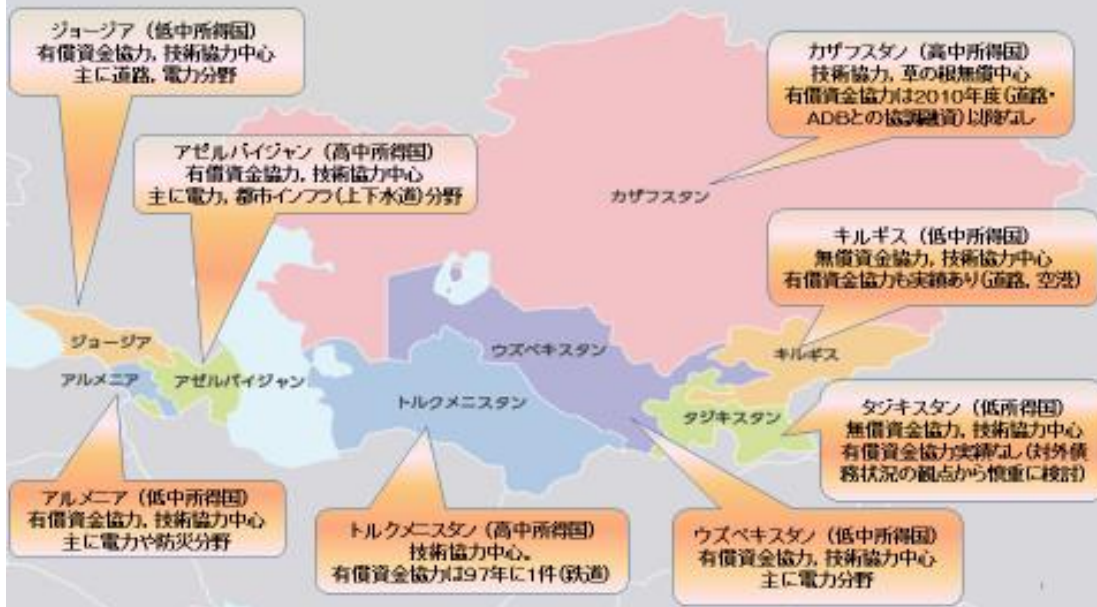 ジョージア（低中所得国）
有償資金協力，技術協力中心
主に道路，電力分野
カザフスタン（高中所得国）
技術協力，草の根無償中心
有償資金協力は2010年度（道路・
ADBとの協調融資）以降なし
アゼルバイジャン（高中所得国）
有償資金協力，技術協力中心
主に電力，都市インフラ（上下水道）分野
カザフスタン
キルギス（低中所得国）
無償資金協力，技術協力中心
有償資金協力も実績あり（道路，空港）
ジョージア
アルメニア
アゼルバイジャン
ウズベキスタン
キルギス
トルクメニスタン
タジキスタン
タジキスタン（低所得国）
無償資金協力，技術協力中心
有償資金協力実績なし（対外債
務状況の観点から慎重に検討）
アルメニア（低中所得国）
有償資金協力，技術協力中心
主に電力や防災分野
トルクメニスタン（高中所得国）
技術協力中心。
有償資金協力は97年に1件（鉄道）
ウズベキスタン（低中所得国）
有償資金協力，技術協力中心
主に電力分野